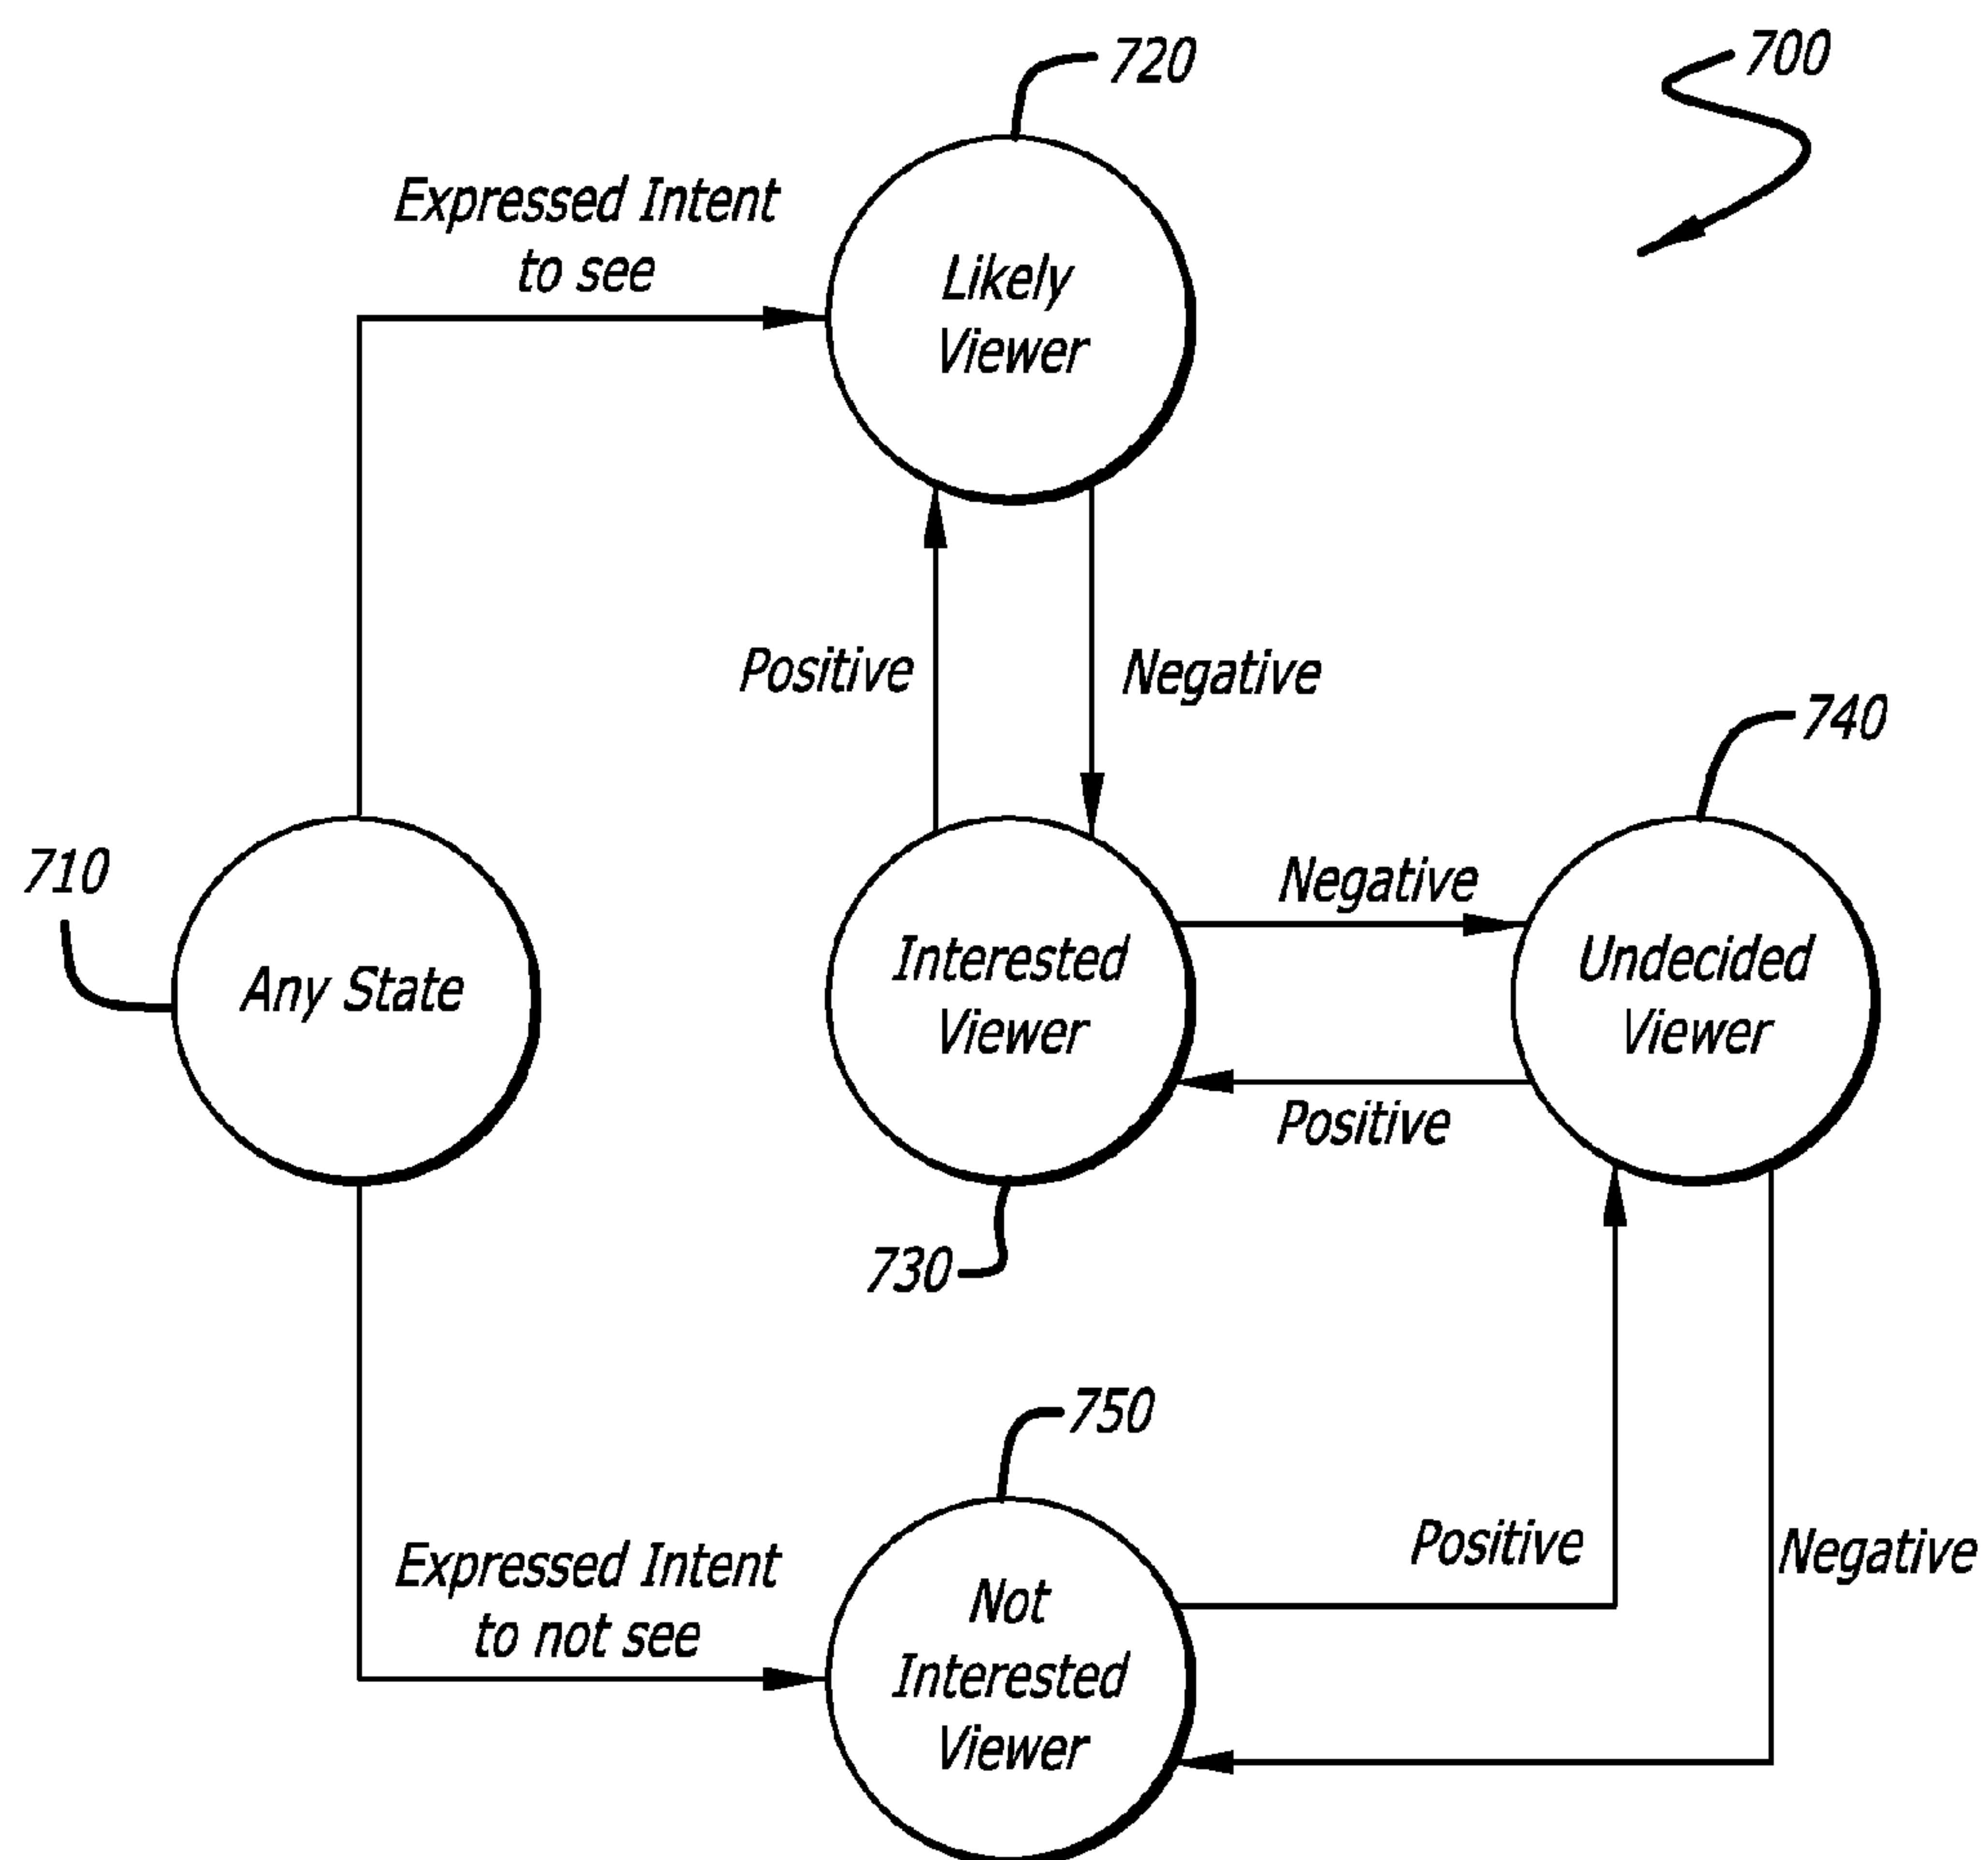 720
700
Expressed Intent
to see
Likely
Viewer
Positive
Negative
740
710
Any State
Interested
Viewer
Negative
Undecided
Viewer
Positive
730
750
Expressed Intent
to not see
Not
Interested
Viewer
Positive
Negative